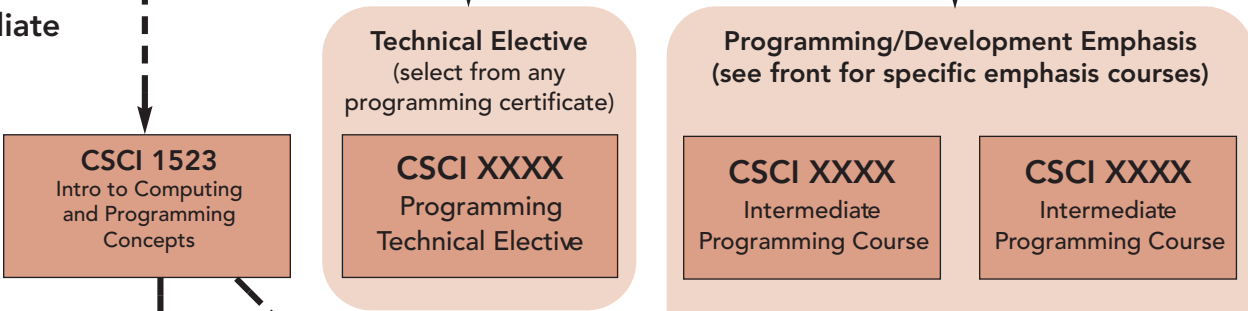 liate
CSCI 1523
Intro to Computing
and Programming
Concepts
Technical Elective
(select from any
programming certificate)
CSCI XXXX
Programming
Technical Elective
Programming/Development Emphasis
(see front for specific emphasis courses)
CSCI XXXX
Intermediate
Programming Course
CSCI XXXX
Intermediate
Programming Course